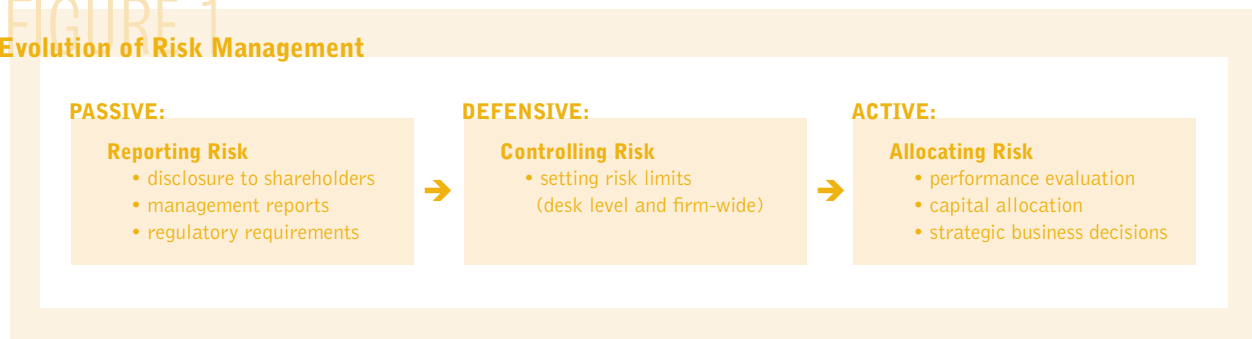 FIGURE 1
Evolution of Risk Management
PASSIVE:
Reporting Risk
• disclosure to shareholders
• management reports
• regulatory requirements
➔
DEFENSIVE:
Controlling Risk
• setting risk limits
(desk level and firm-wide)
➔
ACTIVE:
Allocating Risk
• performance evaluation
• capital allocation
• strategic business decisions